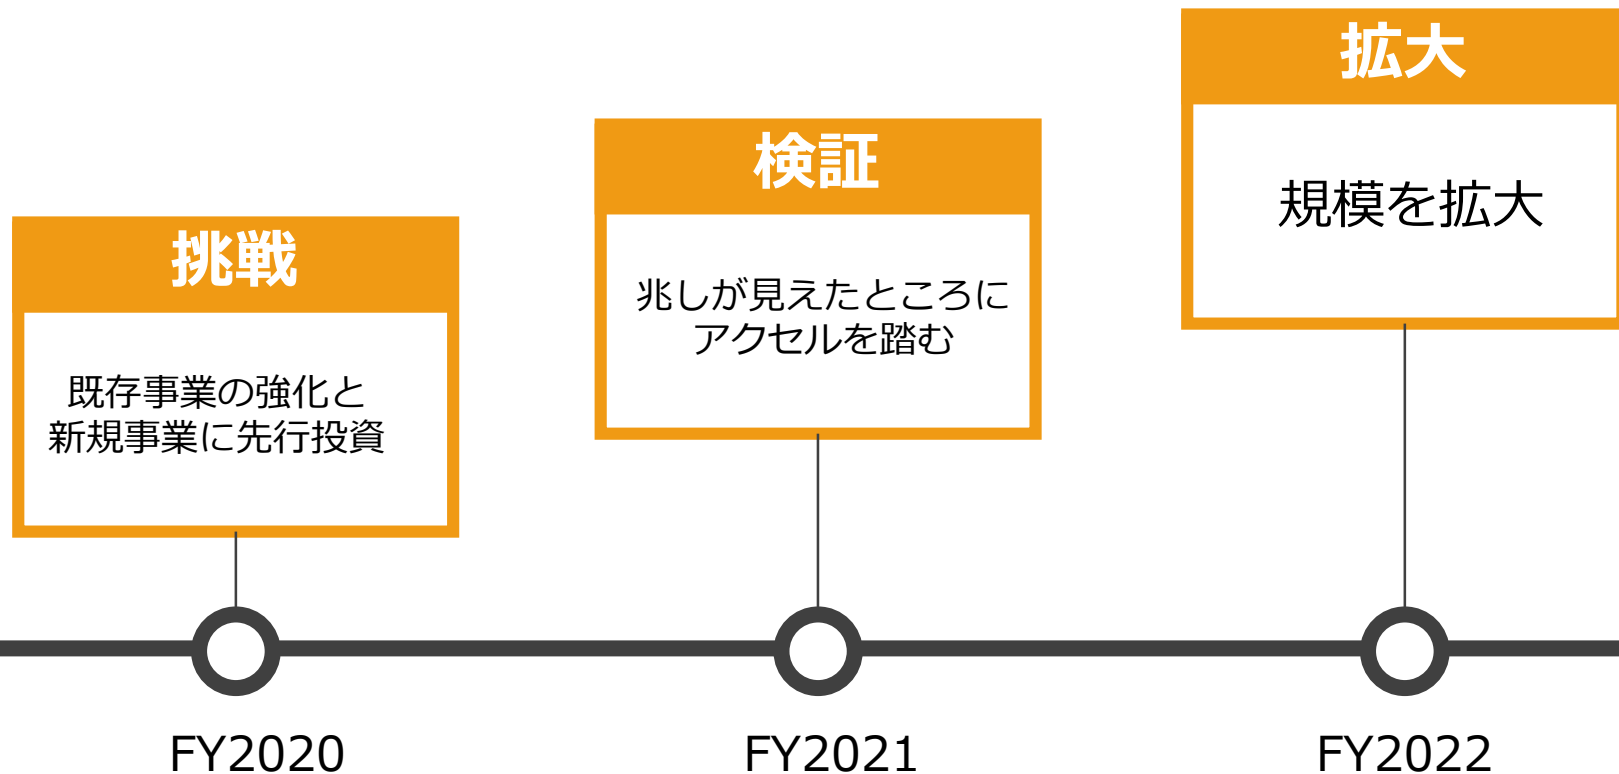 挑戦
既存事業の強化と
新規事業に先行投資
検証
兆しが見えたところに
アクセルを踏む
拡大
規模を拡大
FY2020
FY2021
FY2022